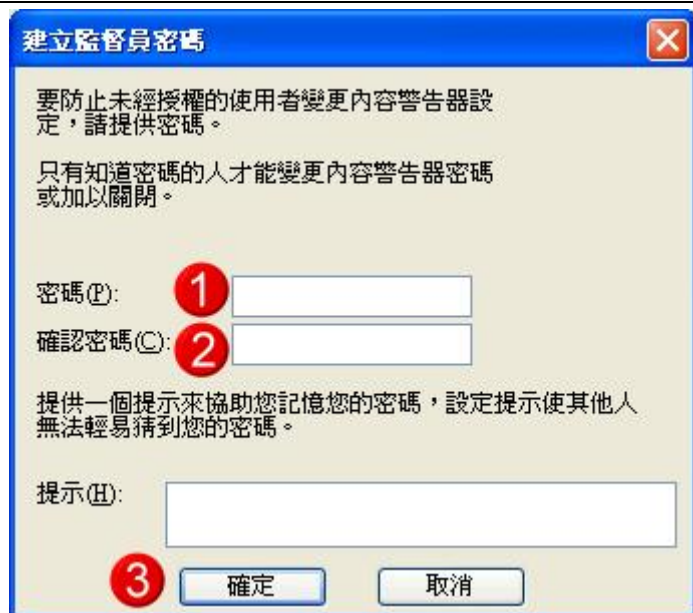 建立監督員密碼
要防止未經授權的使用者變更內容警告器設
定，請提供密碼。
只有知道密碼的人才能變更內容警告器密碼
或加以關閉。
密碼(P): 1
確認密碼(C): 2
提供一個提示來協助您記憶您的密碼，設定提示使其他人
無法輕易猜到您的密碼。
提示(H):
3 確定 取消